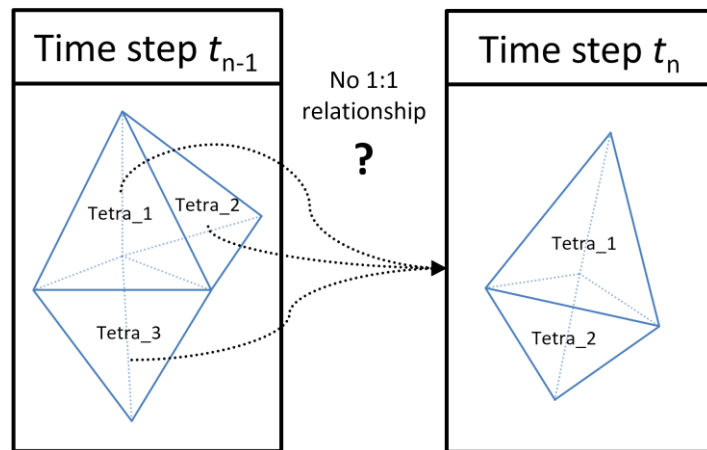 Time step tn-1
No 1:1
relationship
?
Time step tn
Tetra_1
Tetra_2
Tetra_3
Tetra_1
Tetra_2